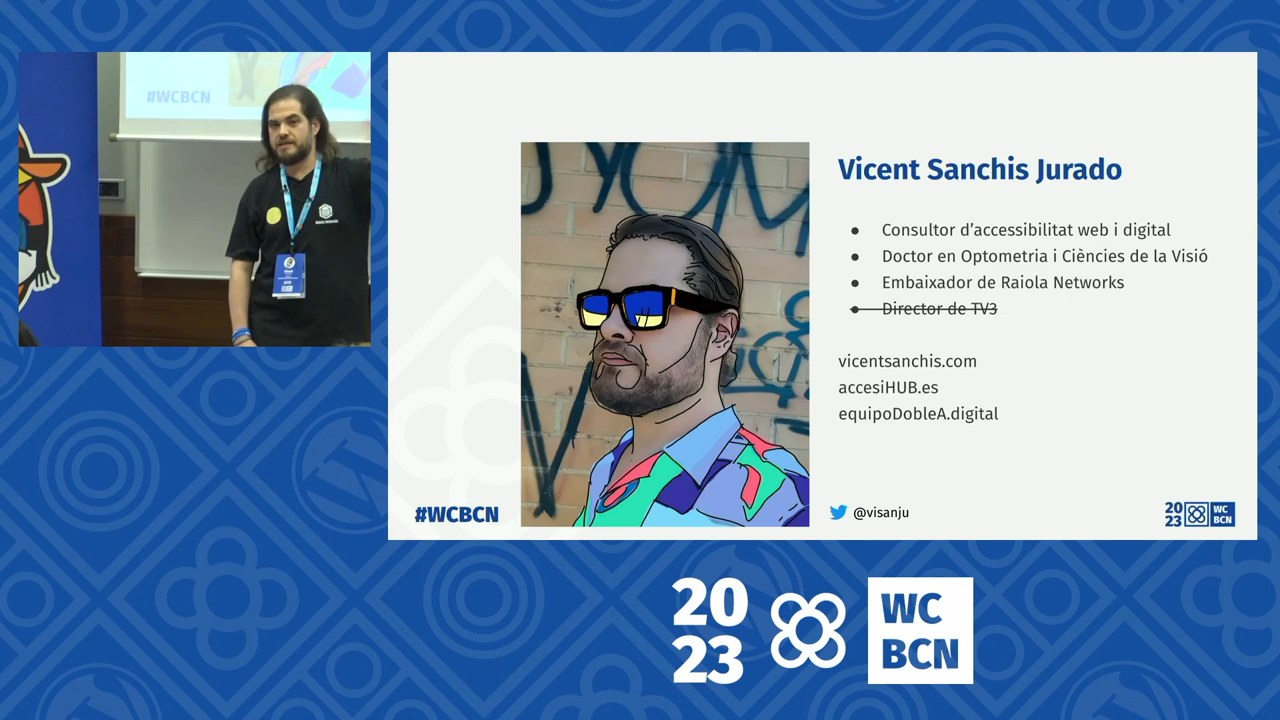 #WCBCN
Vicent Sanchis Jurado
● Consultor d’accessibilitat web i digital
● Doctor en Optometria i Ciències de la Visió
● Embaixador de Raiola Networks
● Director de TV3
vicentsanchis.com
accesiHUB.es
equipoDobleA.digital
#WCBCN
@visanju
20
23
WC
BCN
20
23
WC
BCN